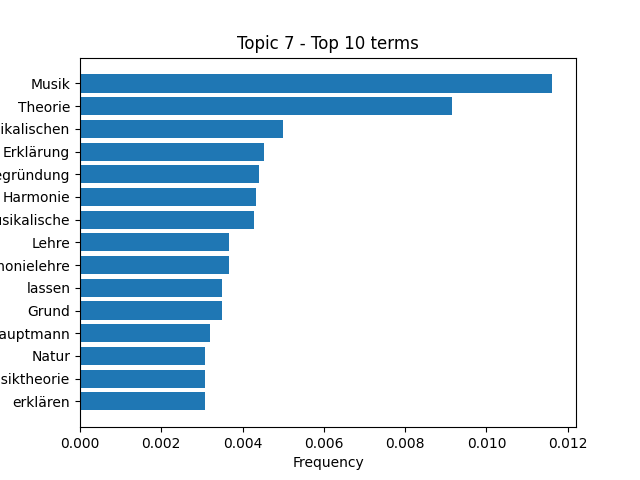 Topic 7 - Top 10 terms
Musik
Theorie
ikalischen
Erklärung
egründung
Harmonie
usikalische
Lehre
nonielehre
lassen
Grund
auptmann
Natur
siktheorie
erklären
0.000 0.002 0.004 0.006 0.008 0.010 0.012
Frequency